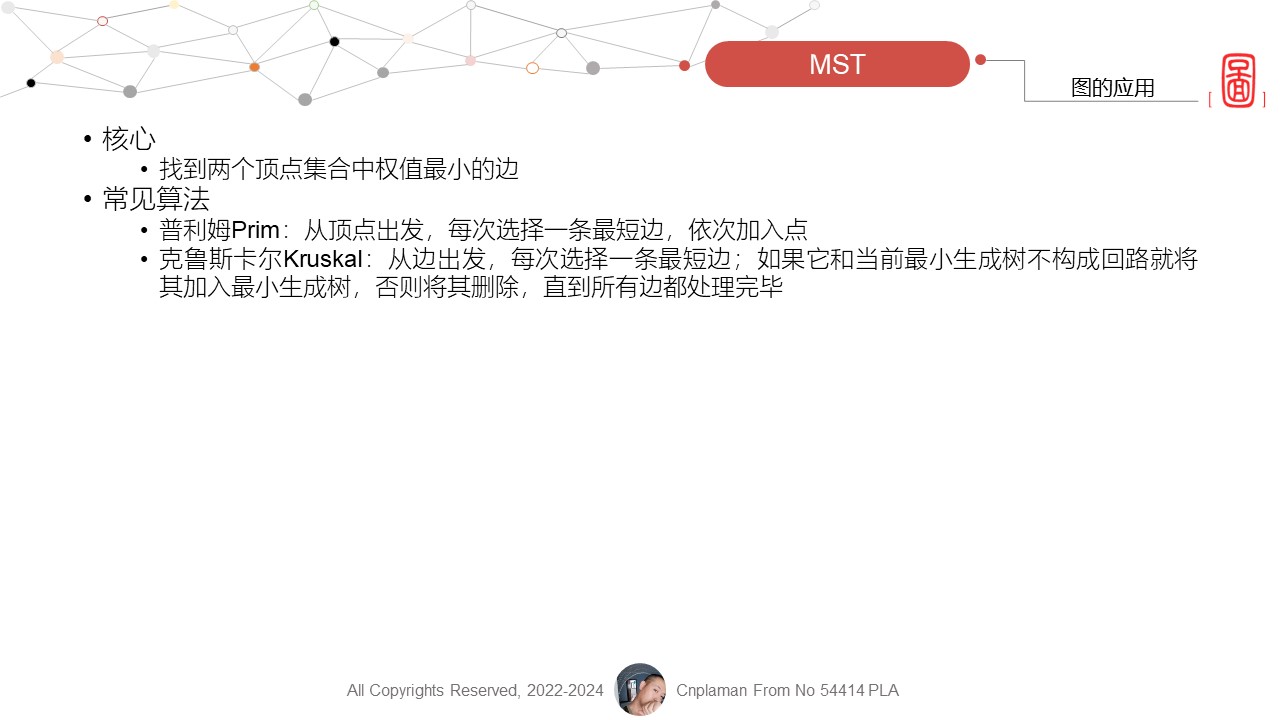 MST
图的应用
[ 圖 ]
• 核心
• 找到两个顶点集合中权值最小的边
• 常见算法
• 普利姆Prim：从顶点出发，每次选择一条最短边，依次加入点
• 克鲁斯卡尔Kruskal：从边出发，每次选择一条最短边；如果它和当前最小生成树不构成回路就将
其加入最小生成树，否则将其删除，直到所有边都处理完毕
All Copyrights Reserved, 2022-2024 Cnplaman From No 54414 PLA